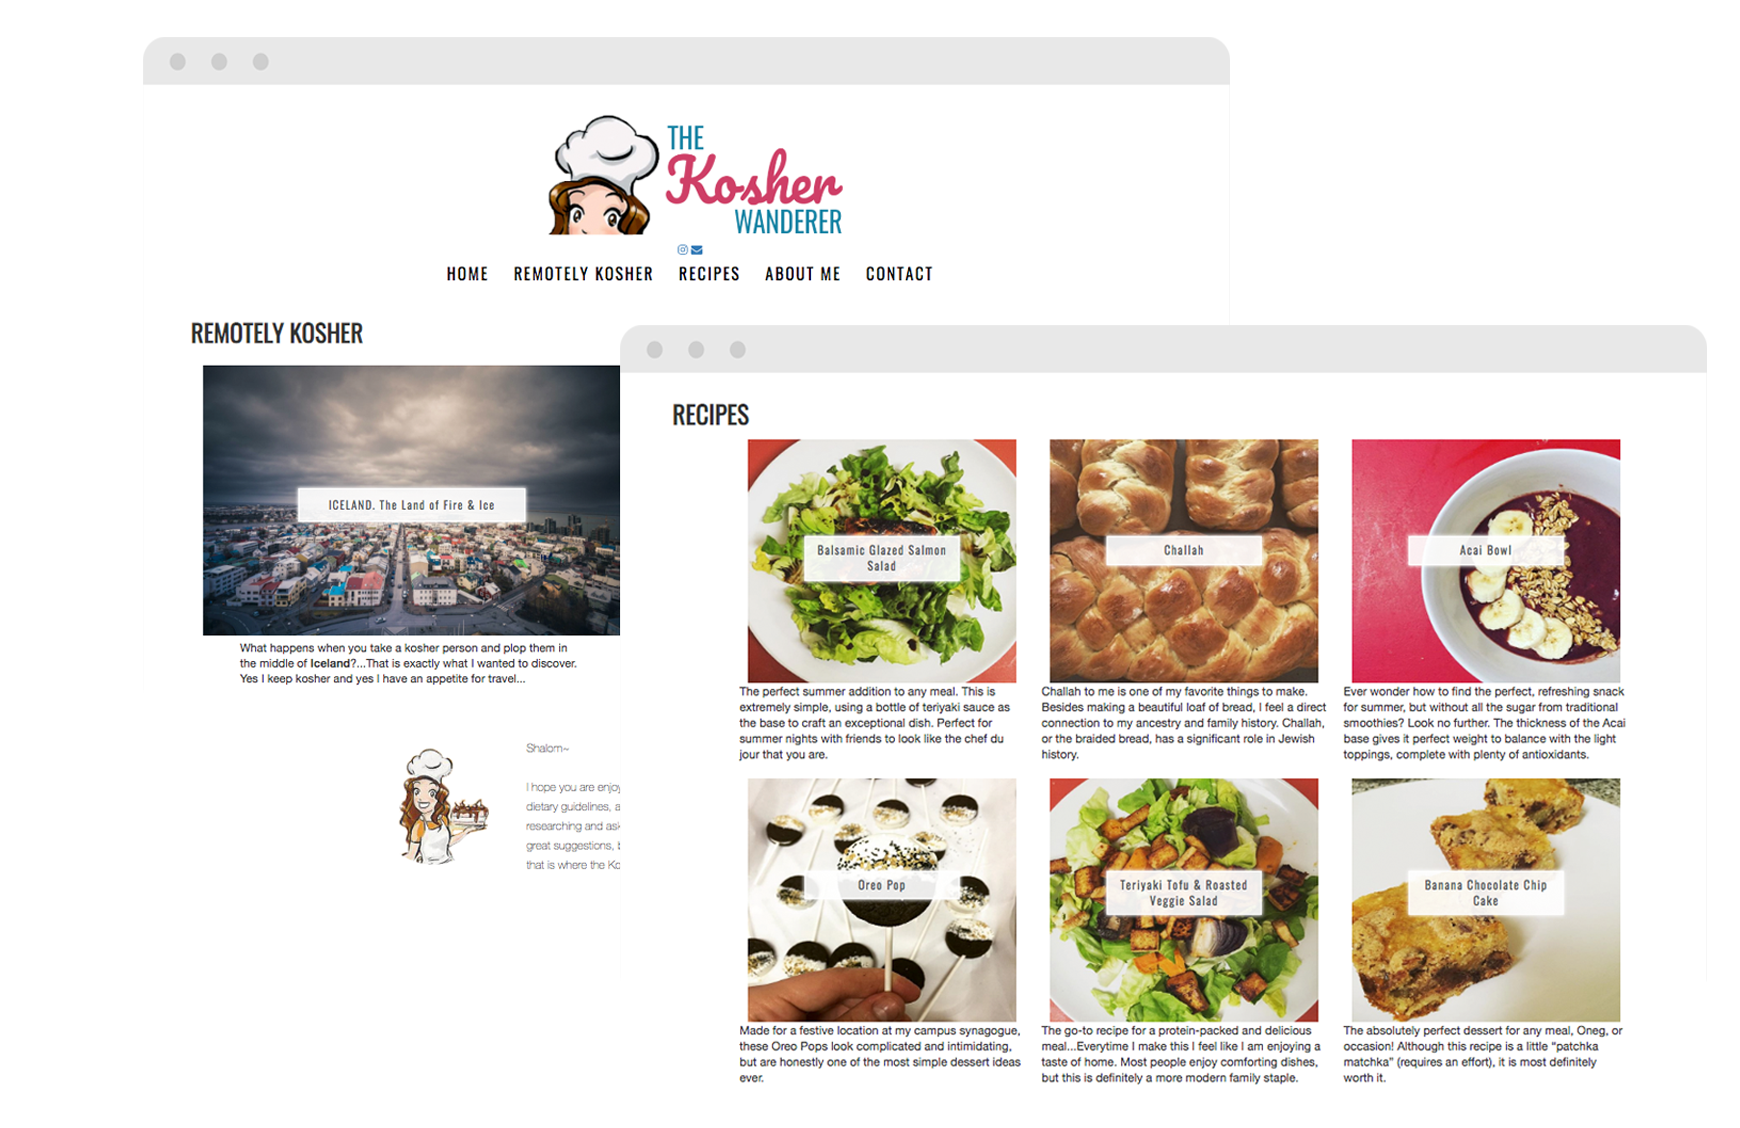 THE
Kosher
WANDERER
HOME REMOTELY KOSHER RECIPES ABOUT ME CONTACT
REMOTELY KOSHER
ICELAND. The Land of Fire & Ice
What happens when you take a kosher person and plop them in
the middle of Iceland?...That is exactly what I wanted to discover.
Yes I keep kosher and yes I have an appetite for travel...
Shalom~
I hope you are enjoy
dietary guidelines, a
researching and ask
great suggestions, b
that is where the Ko
RECIPES
Balsamic Glazed Salmon
Salad
The perfect summer addition to any meal. This is
extremely simple, using a bottle of teriyaki sauce as
the base to craft an exceptional dish. Perfect for
summer nights with friends to look like the chef du
jour that you are.
Challah
Challah to me is one of my favorite things to make.
Besides making a beautiful loaf of bread, I feel a direct
connection to my ancestry and family history. Challah,
or the braided bread, has a significant role in Jewish
history.
Acai Bowl
Ever wonder how to find the perfect, refreshing snack
for summer, but without all the sugar from traditional
smoothies? Look no further. The thickness of the Acai
base gives it perfect weight to balance with the light
toppings, complete with plenty of antioxidants.
Oreo Pop
Made for a festive location at my campus synagogue,
these Oreo Pops look complicated and intimidating,
but are honestly one of the most simple dessert ideas
ever.
Teriyaki Tofu & Roasted
Veggie Salad
The go-to recipe for a protein-packed and delicious
meal...Everytime I make this I feel like I am enjoying a
taste of home. Most people enjoy comforting dishes,
but this is definitely a more modern family staple.
Banana Chocolate Chip
Cake
The absolutely perfect dessert for any meal, Oneg, or
occasion! Although this recipe is a little "patchka
matchka" (requires an effort), it is most definitely
worth it.